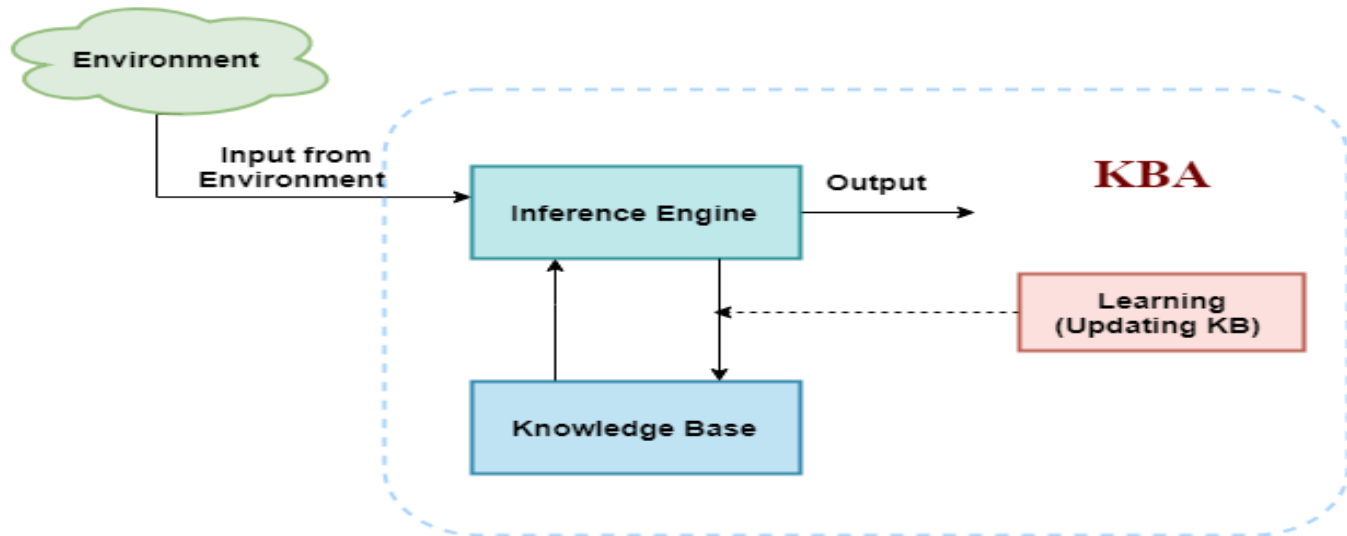 Environment
Input from
Environment
Inference Engine
Output
KBA
Learning
(Updating KB)
Knowledge Base